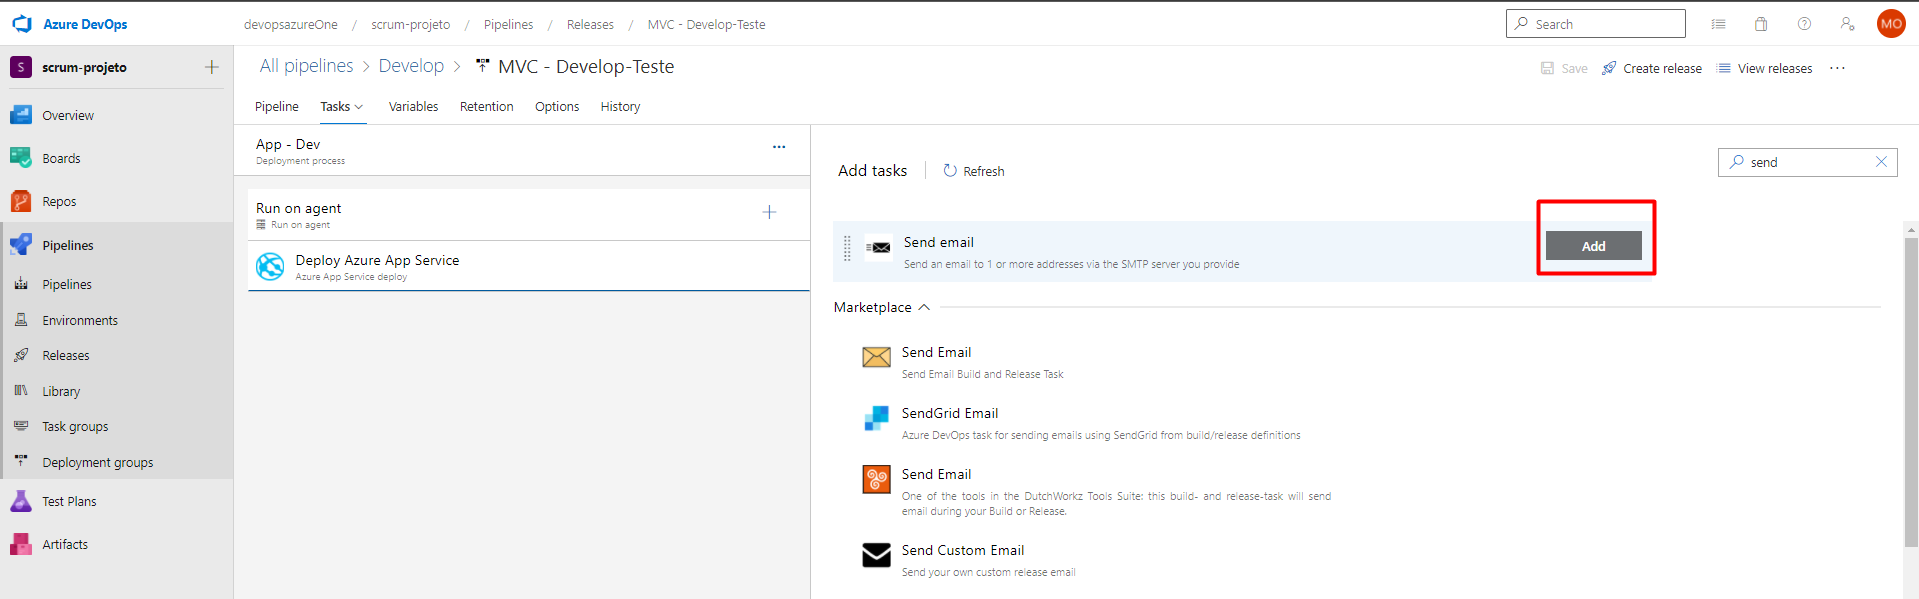 Azure DevOps
devopsazureOne / scrum-projeto / Pipelines / Releases / MVC - Develop-Teste
Search
MO
S scrum-projeto
All pipelines > Develop > MVC - Develop-Teste
Save Create release View releases ...
Pipeline Tasks Variables Retention Options History
Overview
Boards
Repos
Pipelines
Pipelines
Environments
Releases
Library
Task groups
Deployment groups
Test Plans
Artifacts
App - Dev
Deployment process
Run on agent
Run on agent
Deploy Azure App Service
Azure App Service deploy
Add tasks
Refresh
send
Send email
Send an email to 1 or more addresses via the SMTP server you provide
Add
Marketplace
Send Email
Send Email Build and Release Task
SendGrid Email
Azure DevOps task for sending emails using SendGrid from build/release definitions
Send Email
One of the tools in the DutchWorkz Tools Suite: this build- and release-task will send
email during your Build or Release.
Send Custom Email
Send your own custom release email